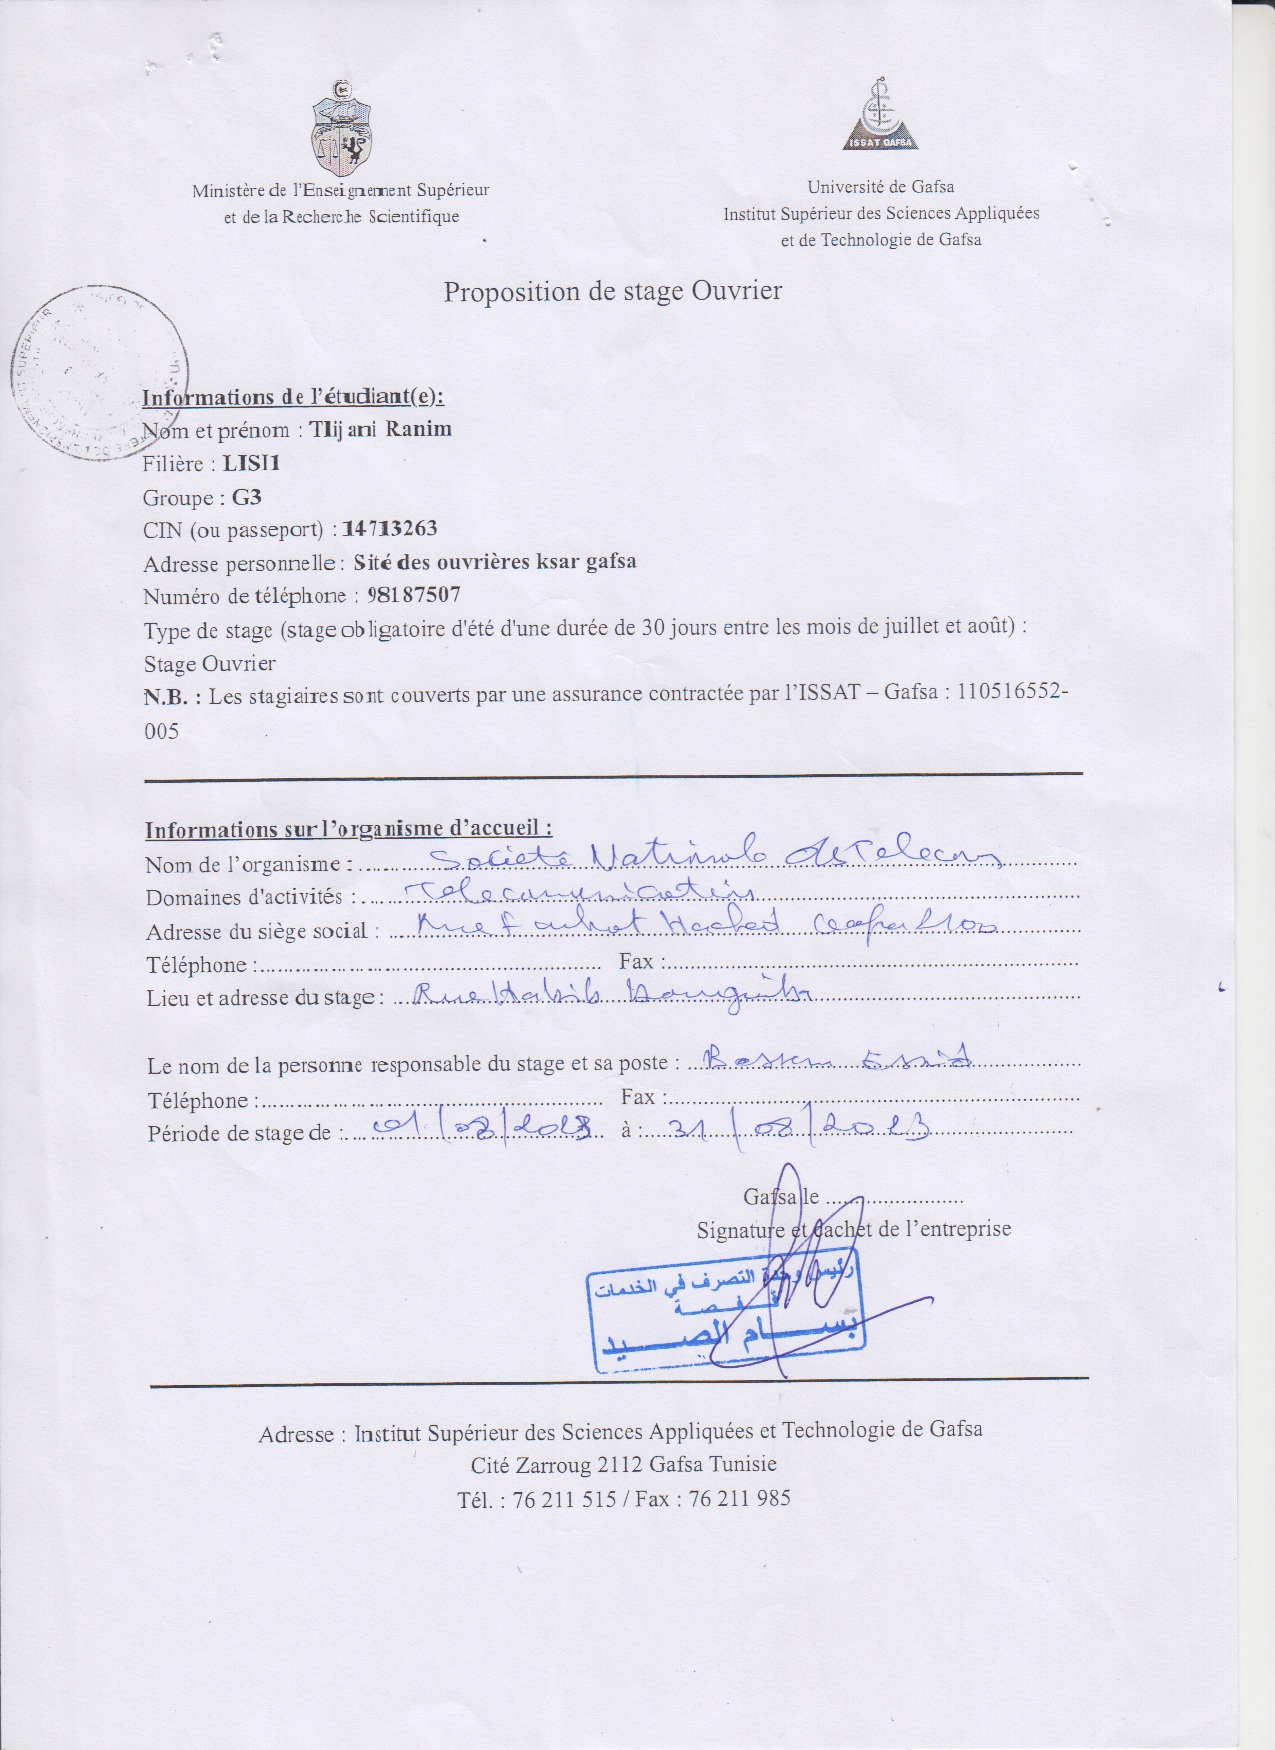 Ministère de l'Enseignement Supérieur
et de la Recherche Scientifique
ISSAT GAFSA
Université de Gafsa
Institut Supérieur des Sciences Appliquées
et de Technologie de Gafsa
Proposition de stage Ouvrier
Informations de l'étudiant(e):
Nom et prénom : Tlijani Ranim
Filière : LISI1
Groupe : G3
CIN (ou passeport) : 14713263
Adresse personnelle : Sité des ouvrières ksar gafsa
Numéro de téléphone : 98187507
Type de stage (stage obligatoire d'été d'une durée de 30 jours entre les mois de juillet et août) :
Stage Ouvrier
N.B. : Les stagiaires sont couverts par une assurance contractée par l'ISSAT – Gafsa : 110516552-
005
Informations sur l'organisme d'accueil :
Nom de l'organisme : Société Nationale de Telecom
Domaines d'activités : Telecommunication
Adresse du siège social : Rue Farhat Hached Gafsa 2100
Téléphone : Fax :
Lieu et adresse du stage : Rue Habib Bourguiba
Le nom de la personne responsable du stage et sa poste : Bassem Essid
Téléphone : Fax :
Période de stage de : 01/08/2023 à : 31/08/2023
Gafsa le
Signature et cachet de l'entreprise
رئيس وحدة التصرف في الخدمات
قفصة
بسام الصيد
Adresse : Institut Supérieur des Sciences Appliquées et Technologie de Gafsa
Cité Zarroug 2112 Gafsa Tunisie
Tél. : 76 211 515 / Fax : 76 211 985